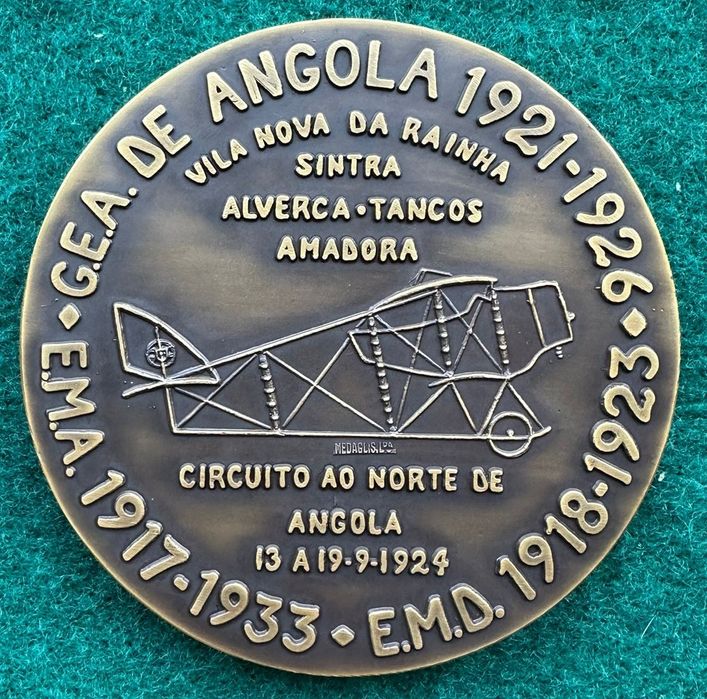 G.E.A. DE ANGOLA 1921-1926
E.M.D. 1918-1923
E.M.A. 1917-1933
VILA NOVA DA RAINHA
SINTRA
ALVERCA•TANCOS
AMADORA
MEDAGLIS.Lda
CIRCUITO AO NORTE DE
ANGOLA
13 A 19-9-1924